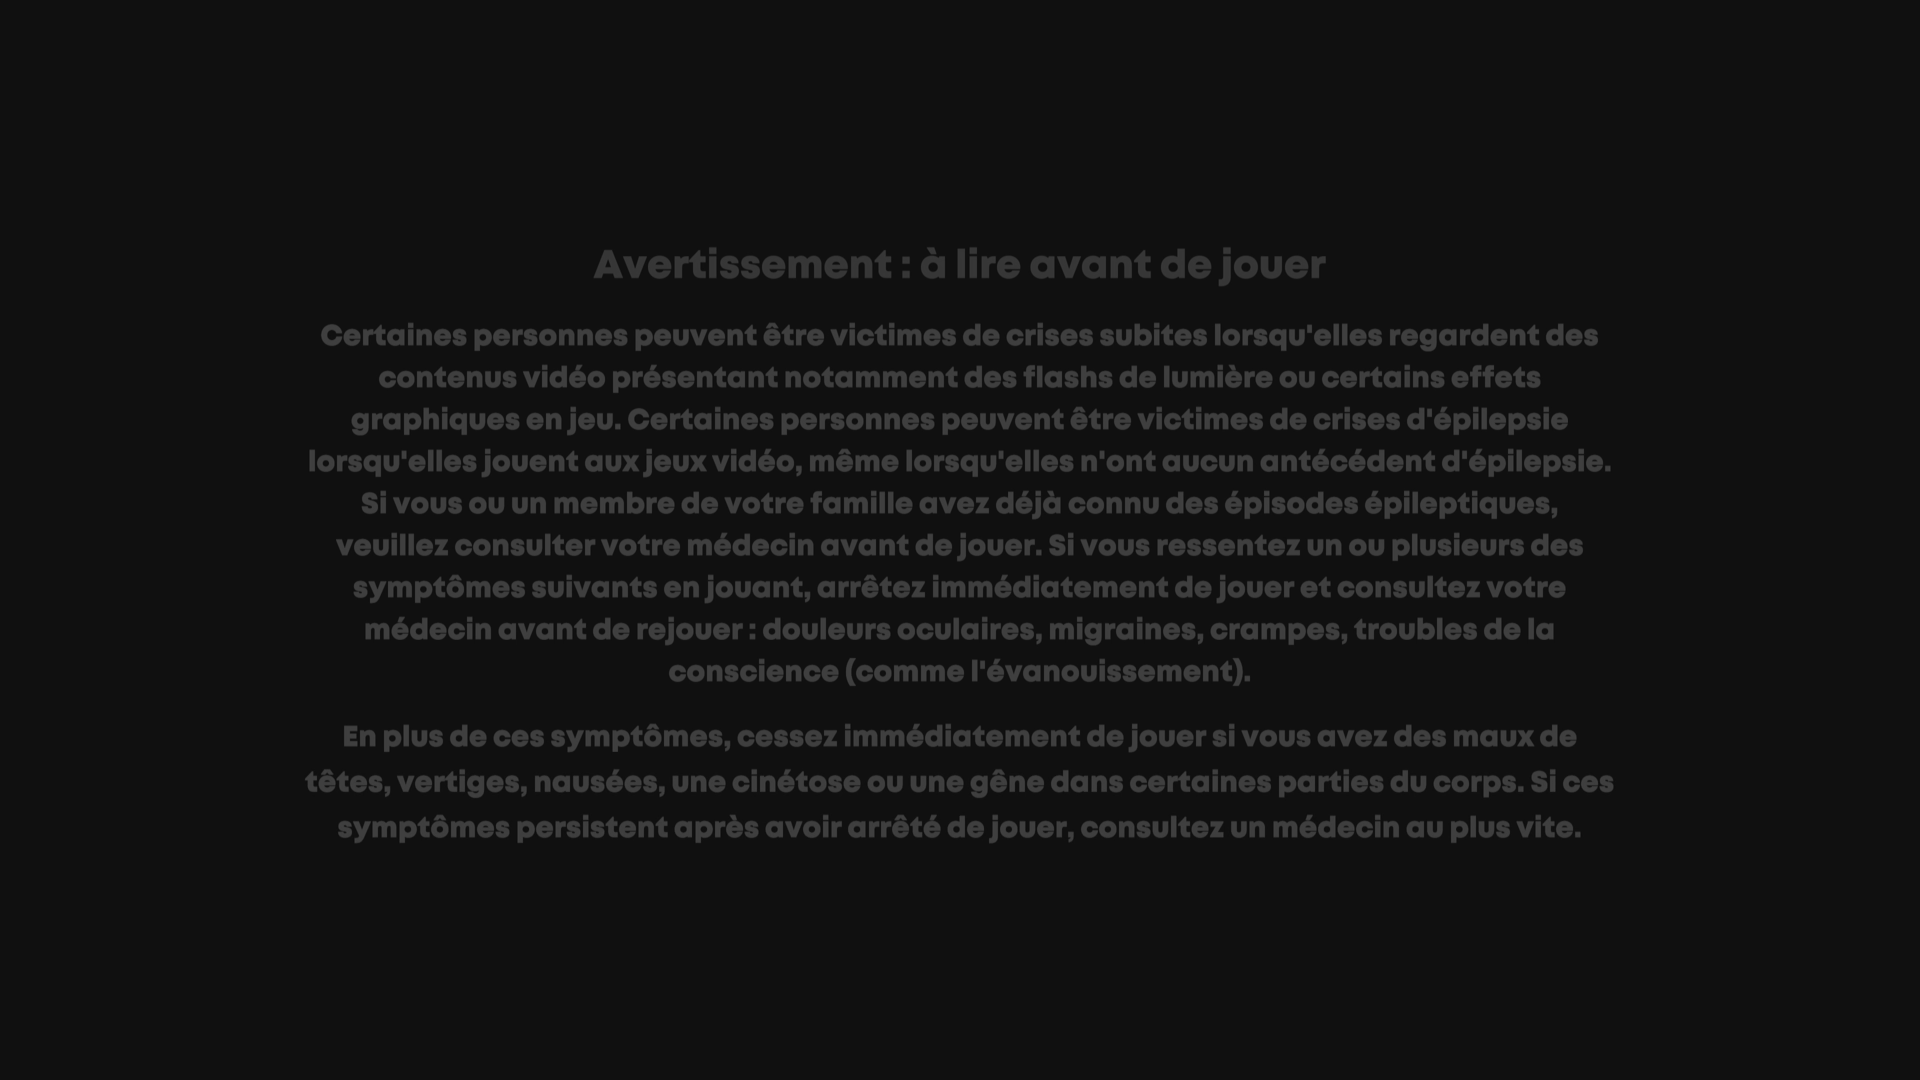 Avertissement : à lire avant de jouer
Certaines personnes peuvent être victimes de crises subites lorsqu'elles regardent des
contenus vidéo présentant notamment des flashs de lumière ou certains effets
graphiques en jeu. Certaines personnes peuvent être victimes de crises d'épilepsie
lorsqu'elles jouent aux jeux vidéo, même lorsqu'elles n'ont aucun antécédent d'épilepsie.
Si vous ou un membre de votre famille avez déjà connu des épisodes épileptiques,
veuillez consulter votre médecin avant de jouer. Si vous ressentez un ou plusieurs des
symptômes suivants en jouant, arrêtez immédiatement de jouer et consultez votre
médecin avant de rejouer : douleurs oculaires, migraines, crampes, troubles de la
conscience (comme l'évanouissement).
En plus de ces symptômes, cessez immédiatement de jouer si vous avez des maux de
têtes, vertiges, nausées, une cinétose ou une gêne dans certaines parties du corps. Si ces
symptômes persistent après avoir arrêté de jouer, consultez un médecin au plus vite.